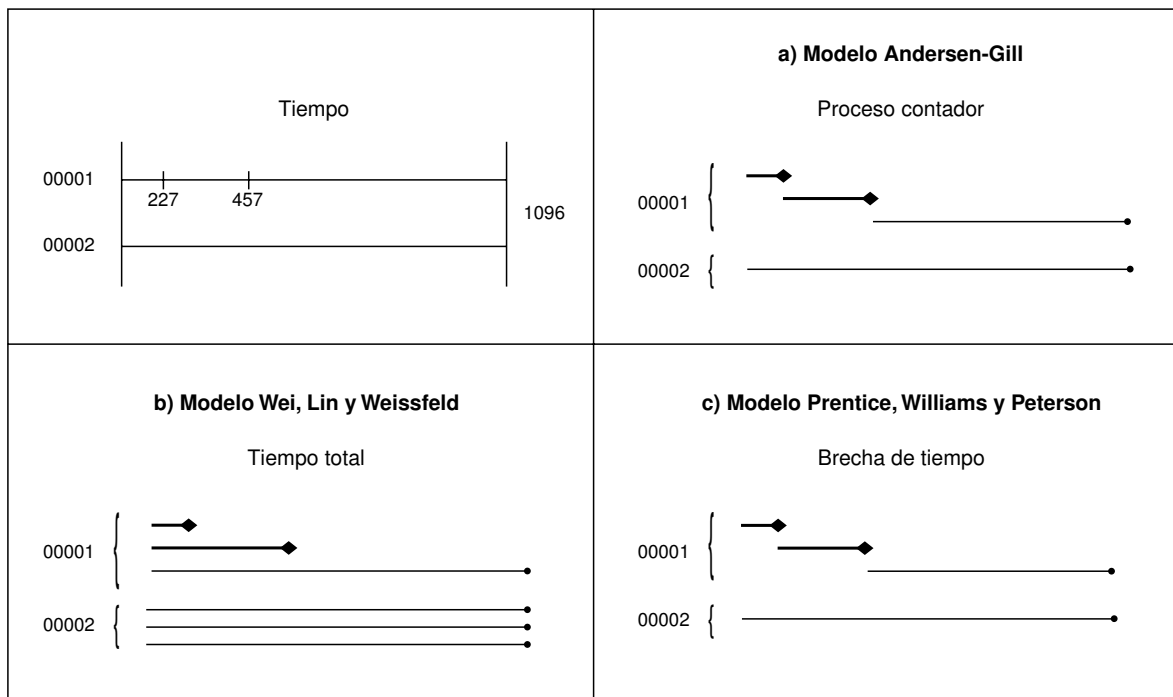 Tiempo
00001
227
457
1096
00002
a) Modelo Andersen-Gill
Proceso contador
00001
00002
b) Modelo Wei, Lin y Weissfeld
Tiempo total
00001
00002
c) Modelo Prentice, Williams y Peterson
Brecha de tiempo
00001
00002